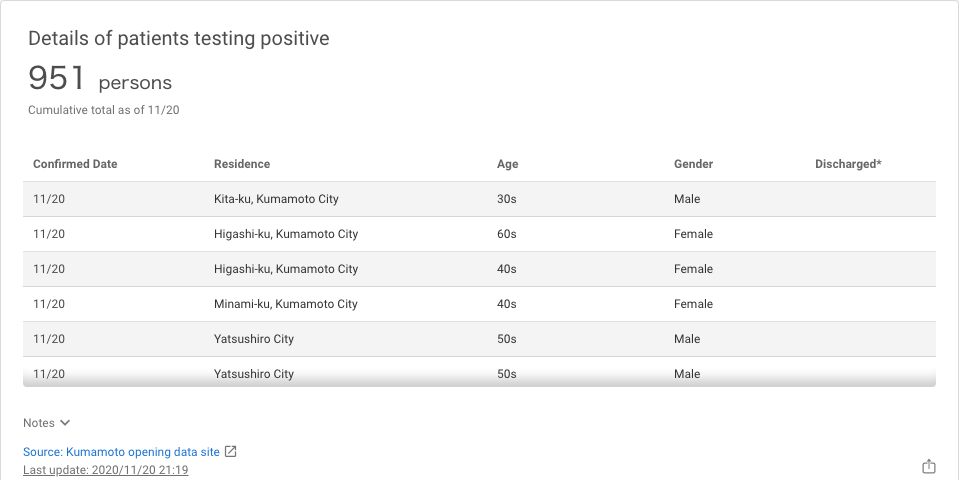 Details of patients testing positive
951 persons
Cumulative total as of 11/20
Confirmed Date Residence Age Gender Discharged*
11/20 Kita-ku, Kumamoto City 30s Male
11/20 Higashi-ku, Kumamoto City 60s Female
11/20 Higashi-ku, Kumamoto City 40s Female
11/20 Minami-ku, Kumamoto City 40s Female
11/20 Yatsushiro City 50s Male
11/20 Yatsushiro City 50s Male
Notes
Source: Kumamoto opening data site
Last update: 2020/11/20 21:19